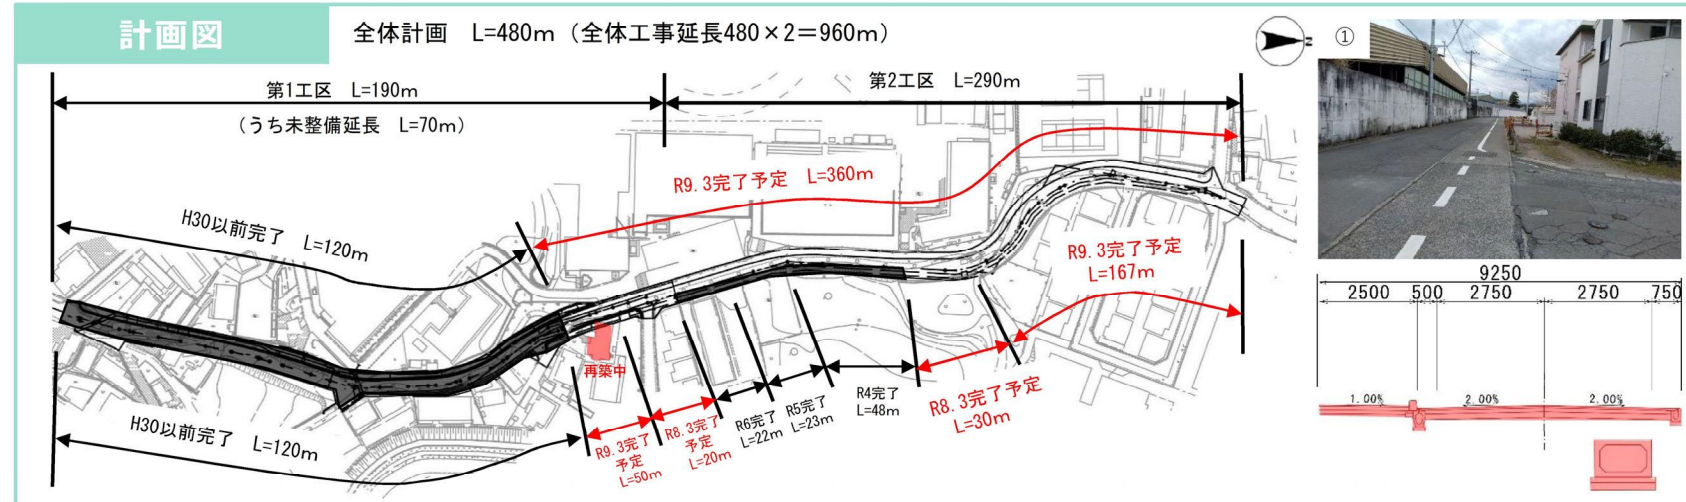 計画図
全体計画　L=480m（全体工事延長480×2=960m）
N
①
第1工区　L=190m
（うち未整備延長　L=70m）
第2工区　L=290m
R9.3完了予定　L=360m
H30以前完了　L=120m
R9.3完了予定
L=167m
再築中
H30以前完了　L=120m
R9.3完了
予定
L=50m
R8.3完了
予定
L=20m
R6完了
L=22m
R5完了
L=23m
R4完了
L=48m
R8.3完了予定
L=30m
9250
2500 500 2750 2750 750
1.00% 2.00% 2.00%